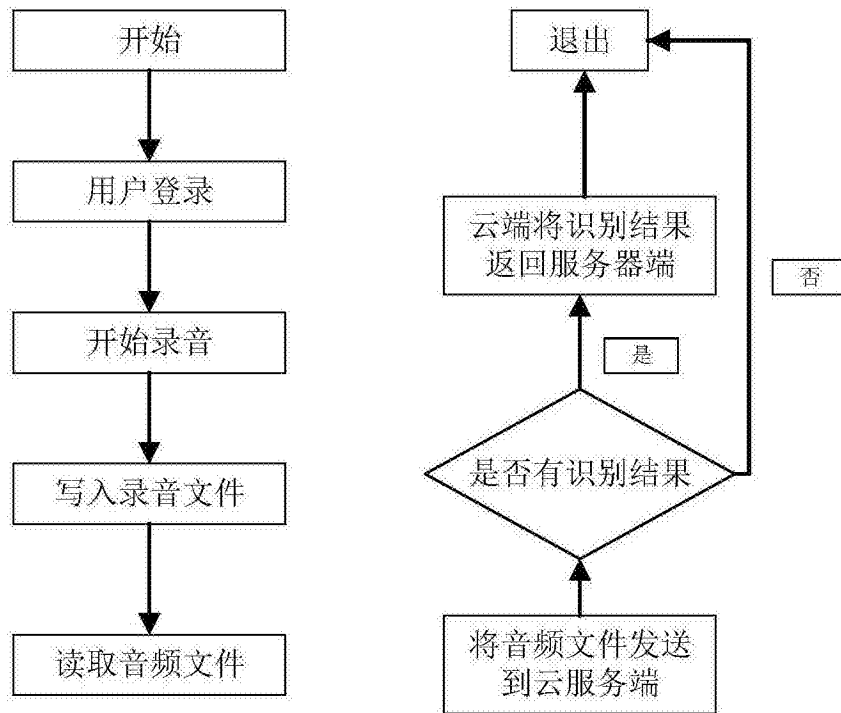 开始
用户登录
开始录音
写入录音文件
读取音频文件
退出
云端将识别结果
返回服务器端
否
是
是否有识别结果
将音频文件发送
到云服务端